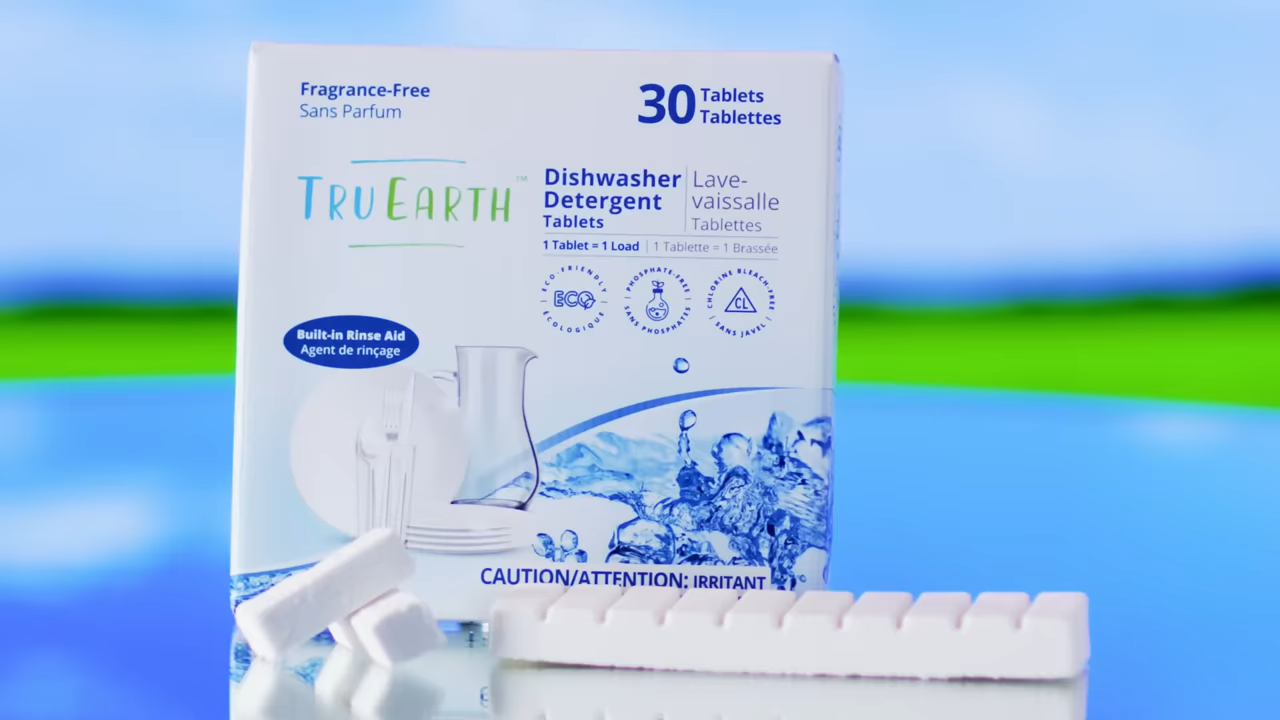 Fragrance-Free
Sans Parfum
30 Tablets
Tablettes
TRUEARTH™
Dishwasher
Detergent
Tablets
Lave-
vaissalle
Tablettes
1 Tablet = 1 Load | 1 Tablette = 1 Brassée
ECO-FRIENDLY
ECO
ECOLOGIQUE
PHOSPHATE-FREE
SANS PHOSPHATES
CHLORINE BLEACH-FREE
CL
SANS JAVEL
Built-in Rinse Aid
Agent de rinçage
CAUTION/ATTENTION: IRRITANT